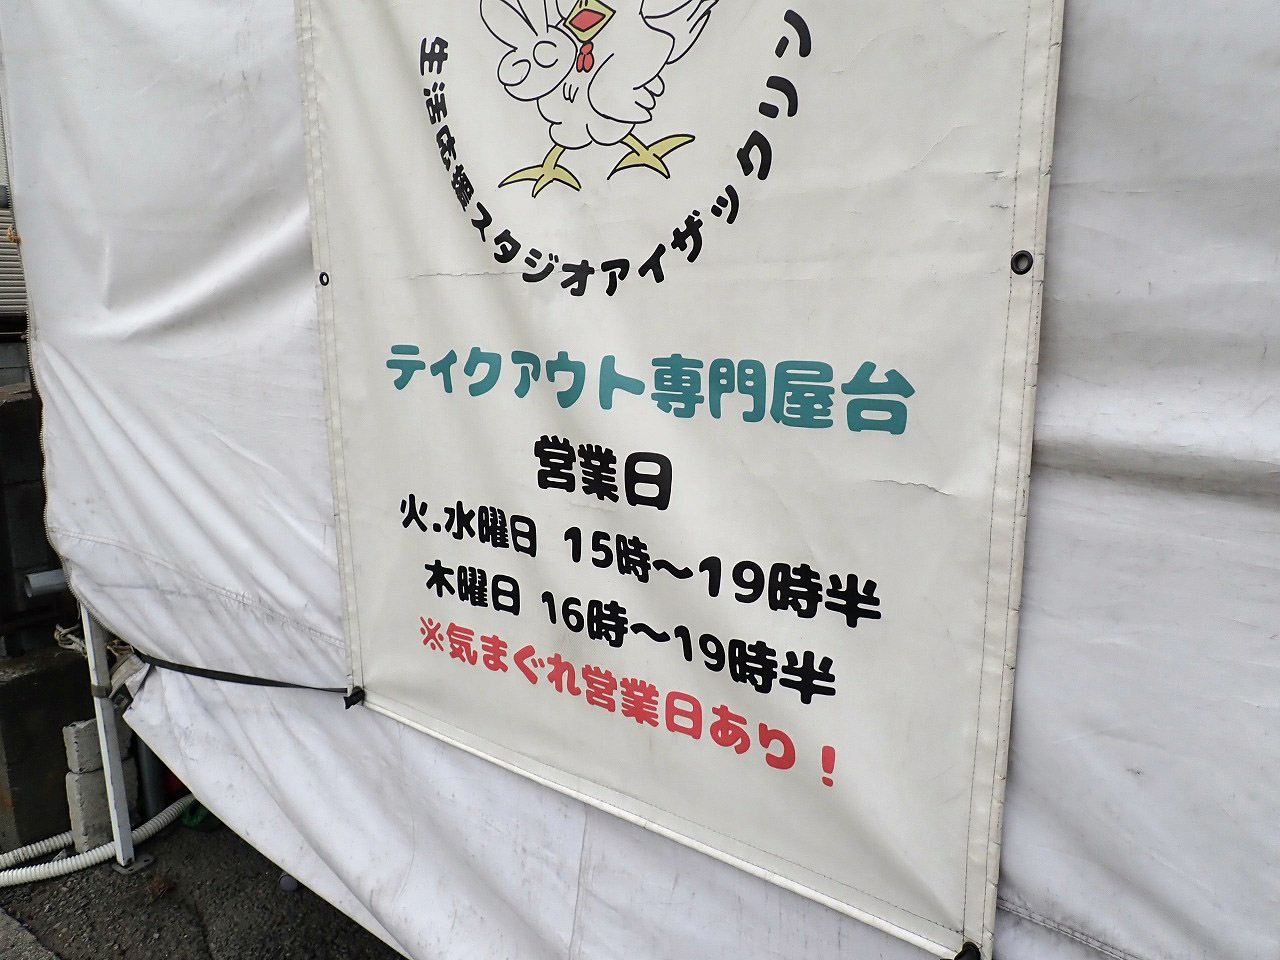 生活応援スタジオアイザックリン
テイクアウト専門屋台
営業日
火.水曜日 15時～19時半
木曜日 16時～19時半
※気まぐれ営業日あり！